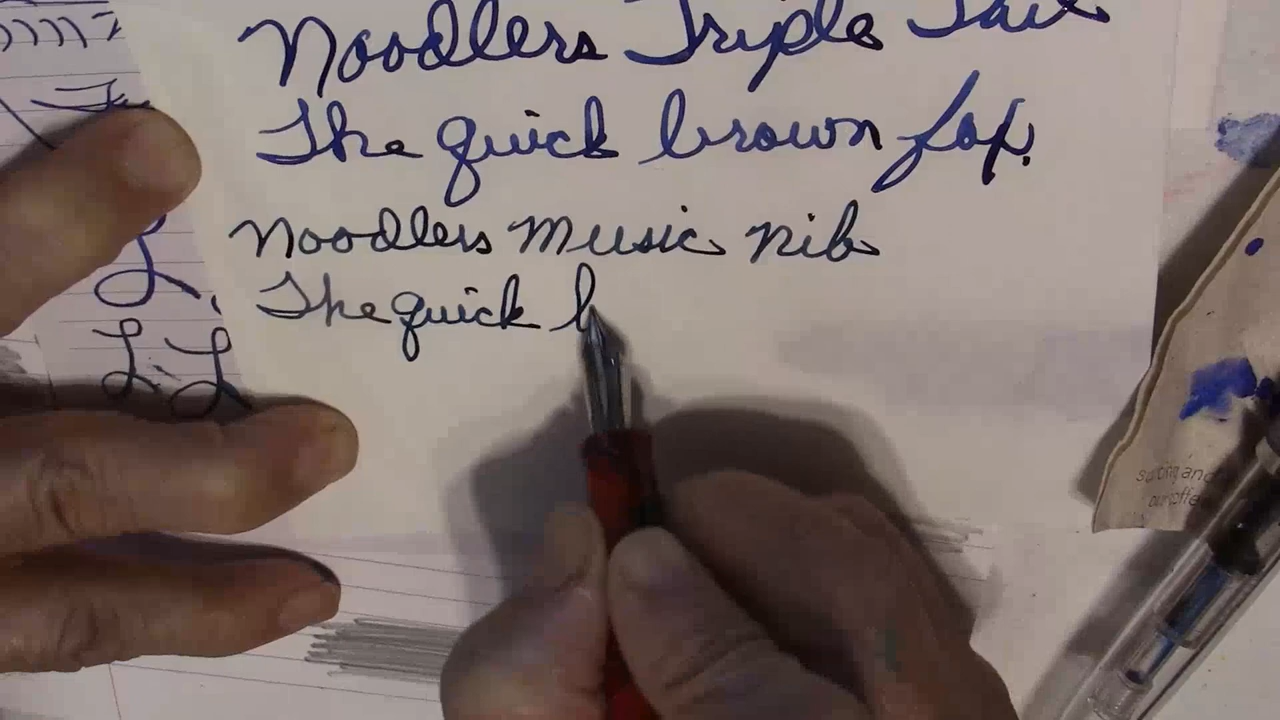 Noodlers Triple Tail
The quick brown fox.
Noodlers Music nib
The quick b
L.
L. L